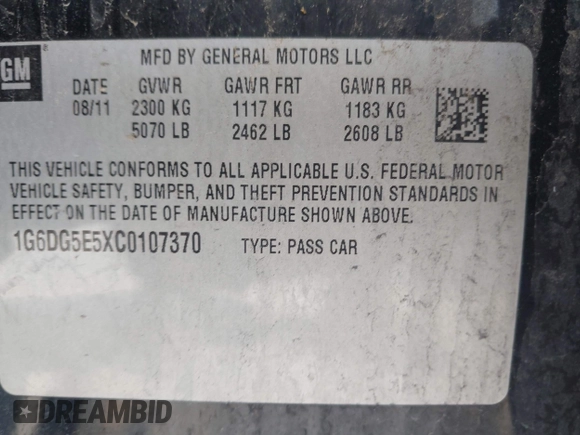 GM
MFD BY GENERAL MOTORS LLC
DATE GVWR GAWR FRT GAWR RR
08/11 2300 KG 1117 KG 1183 KG
5070 LB 2462 LB 2608 LB
THIS VEHICLE CONFORMS TO ALL APPLICABLE U.S. FEDERAL MOTOR
VEHICLE SAFETY, BUMPER, AND THEFT PREVENTION STANDARDS IN
EFFECT ON THE DATE OF MANUFACTURE SHOWN ABOVE.
1G6DG5E5XC0107370 TYPE: PASS CAR
DREAMBID